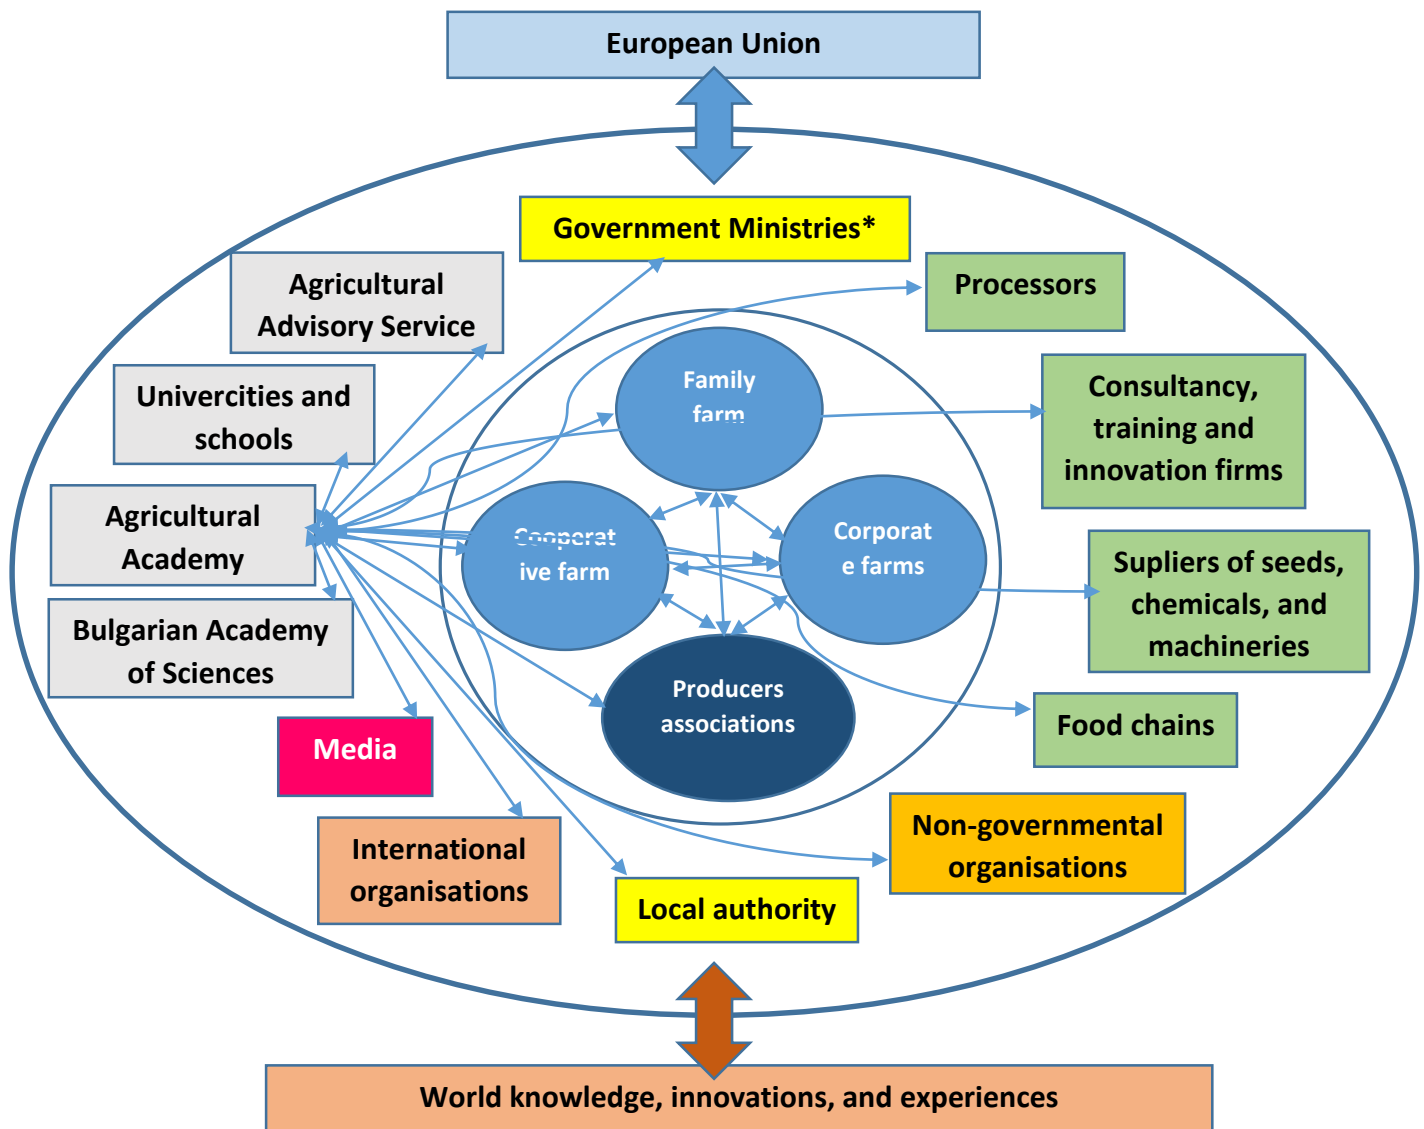 European Union
Government Ministries*
Agricultural
Advisory Service
Processors
Univercities and
schools
Family
farm
Consultancy,
training and
innovation firms
Agricultural
Academy
Cooperat
ive farm
Corporat
e farms
Supliers of seeds,
chemicals, and
machineries
Bulgarian Academy
of Sciences
Producers
associations
Media
Food chains
International
organisations
Non-governmental
organisations
Local authority
World knowledge, innovations, and experiences